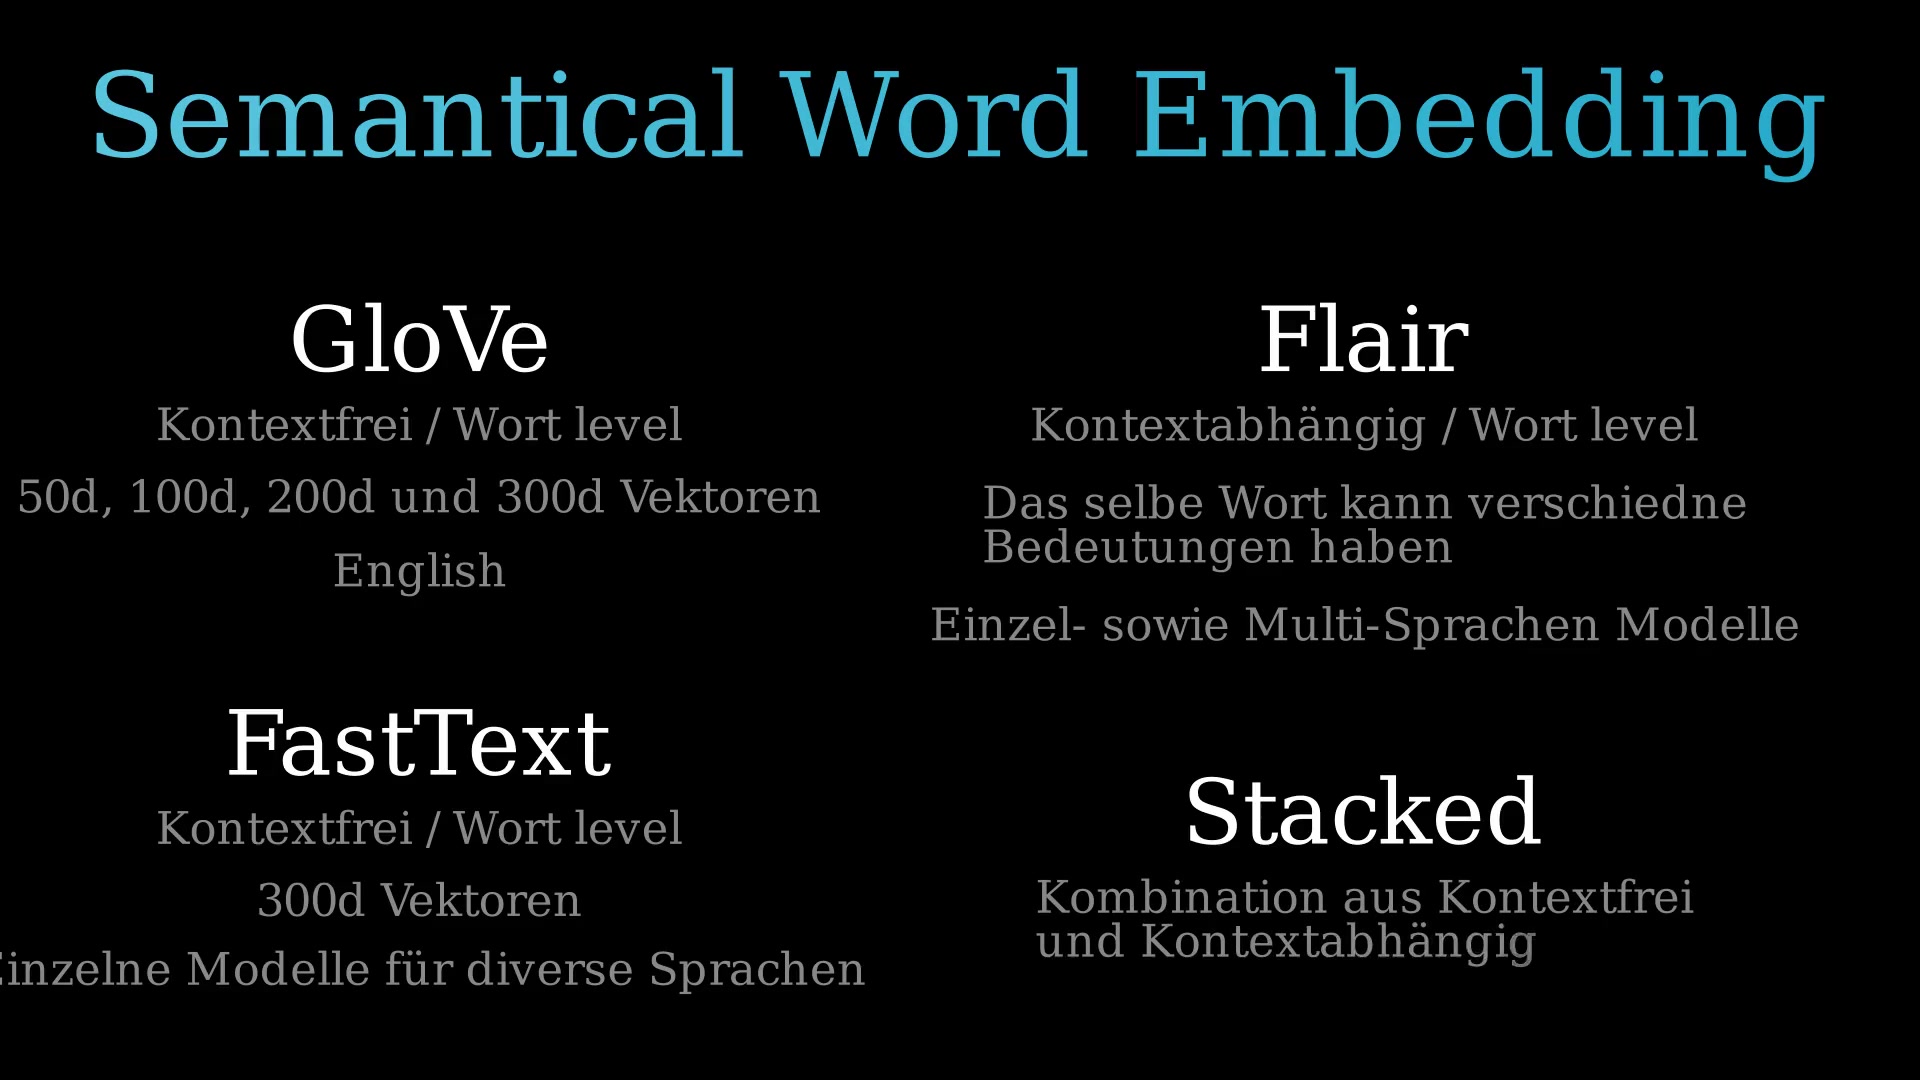 Semantical Word Embedding
GloVe
Kontextfrei / Wort level
50d, 100d, 200d und 300d Vektoren
English
FastText
Kontextfrei / Wort level
300d Vektoren
Einzelne Modelle für diverse Sprachen
Flair
Kontextabhängig / Wort level
Das selbe Wort kann verschiedne
Bedeutungen haben
Einzel- sowie Multi-Sprachen Modelle
Stacked
Kombination aus Kontextfrei
und Kontextabhängig